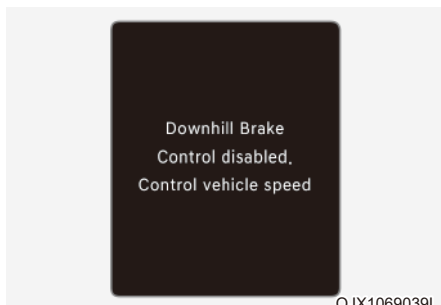 Downhill Brake
Control disabled.
Control vehicle speed
OJX1069039L